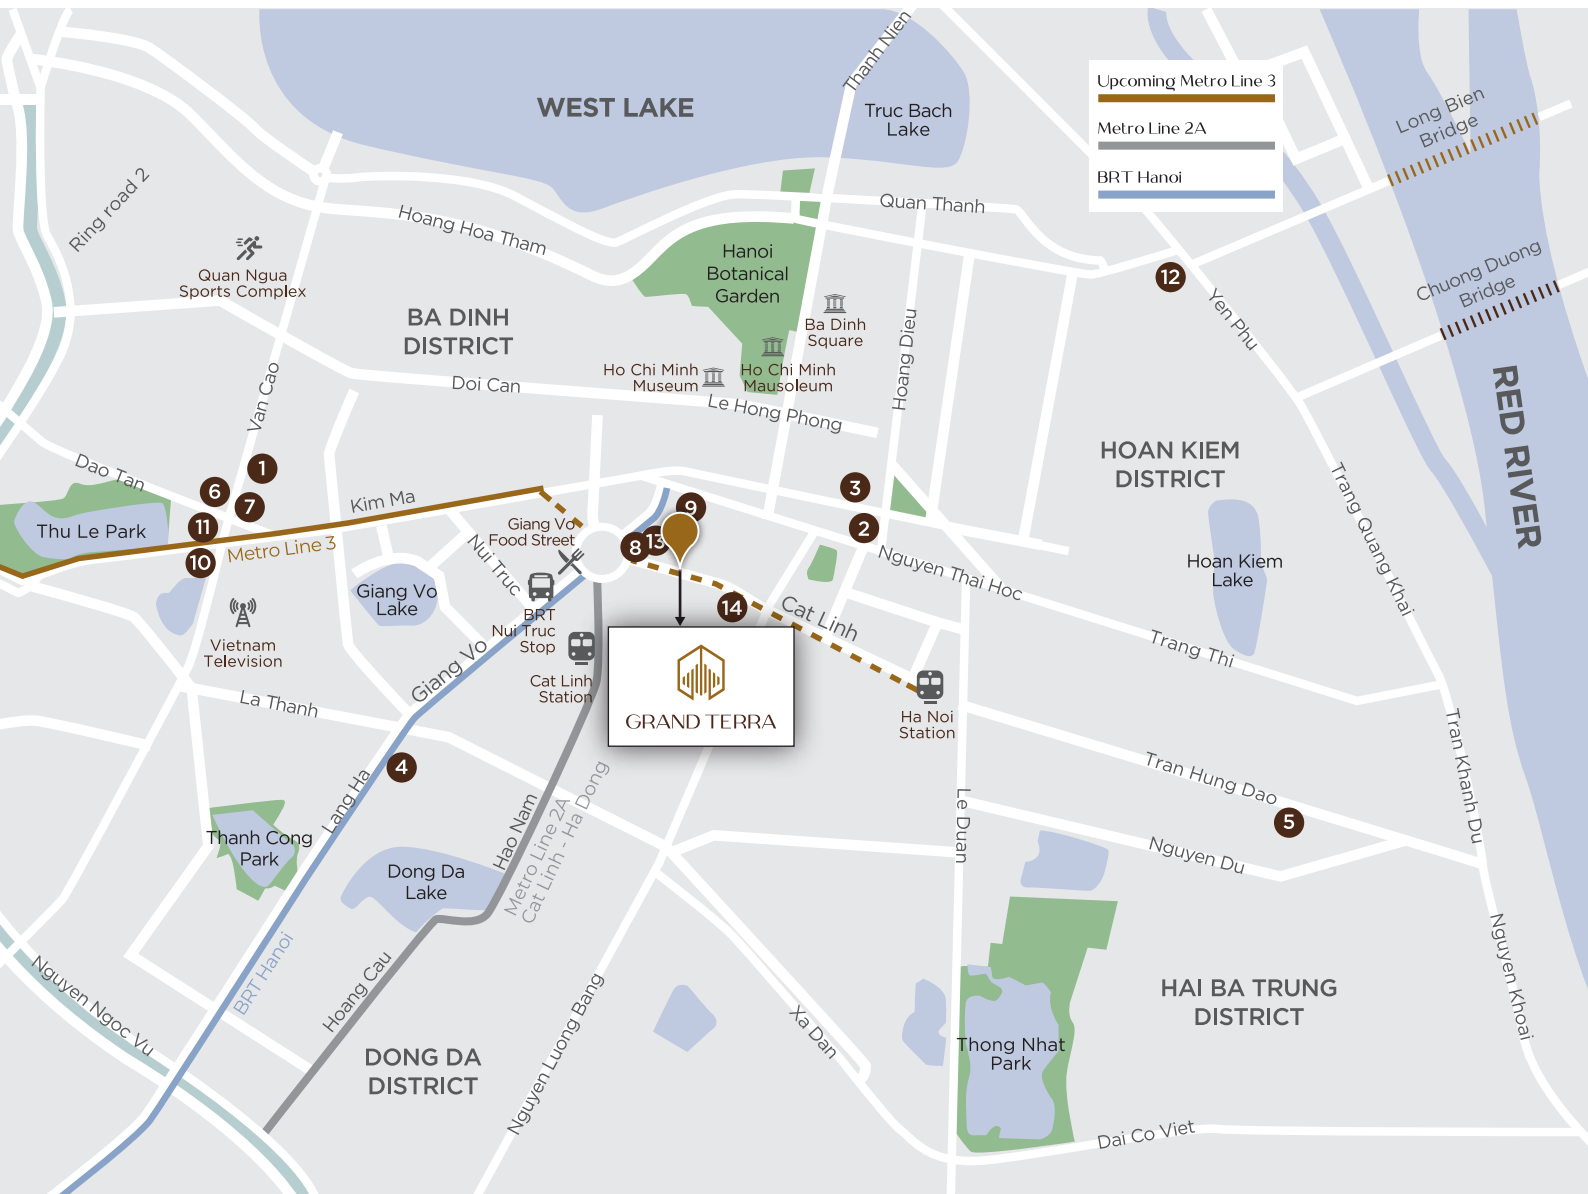 Upcoming Metro Line 3
Metro Line 2A
BRT Hanoi
WEST LAKE
Thanh Nien
Truc Bach
Lake
Long Bien
Bridge
Ring road 2
Quan Thanh
Hoang Hoa Tham
Quan Ngua
Sports Complex
Hanoi
Botanical
Garden
12
Chuong Duong
Bridge
Yen Phu
BA DINH
DISTRICT
Ba Dinh
Square
Hoang Dieu
Ho Chi Minh
Museum
Ho Chi Minh
Mausoleum
Doi Can
Le Hong Phong
Van Cao
RED RIVER
HOAN KIEM
DISTRICT
Dao Tan
1
6
7
11
10
Kim Ma
3
2
9
13
8
Thu Le Park
Metro Line 3
Giang Vo
Food Street
Nui Truc
Nguyen Thai Hoc
Trang Quang Khai
Hoan Kiem
Lake
Giang Vo
Lake
BRT
Nui Truc
Stop
14
Cat Linh
Vietnam
Television
Trang Thi
Giang Vo
Cat Linh
Station
GRAND TERRA
La Thanh
Ha Noi
Station
Tran Khanh Du
4
Tran Hung Dao
Lang Ha
Hao Nam
Metro Line 2A
Cat Linh - Ha Dong
Le Duan
5
Thanh Cong
Park
Nguyen Du
Dong Da
Lake
BRT Hanoi
Nguyen Ngoc Vu
Hoang Cau
Nguyen Luong Bang
Xa Dan
Nguyen Khoai
HAI BA TRUNG
DISTRICT
DONG DA
DISTRICT
Thong Nhat
Park
Dai Co Viet